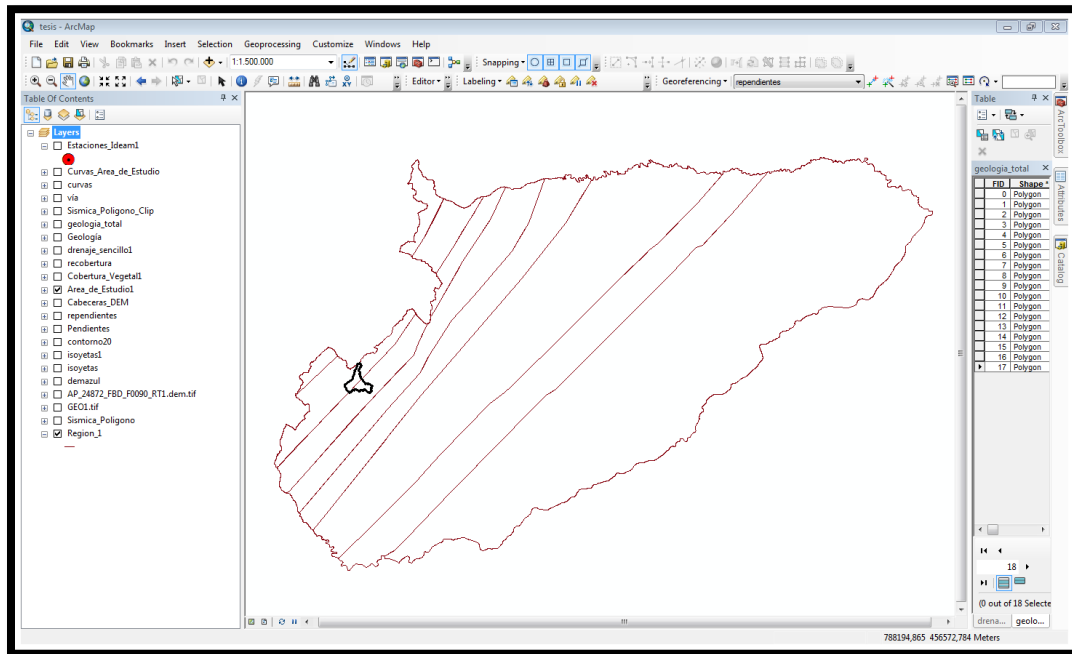 tesis - ArcMap
File Edit View Bookmarks Insert Selection Geoprocessing Customize Windows Help
1:1.500.000 Snapping
Editor Labeling Georeferencing rependientes
Table Of Contents
Layers
Estaciones_Ideam1
Curvas_Area_de_Estudio
curvas
vía
Sismica_Poligono_Clip
geologia_total
Geología
drenaje_sencillo1
recobertura
Cobertura_Vegetal1
Area_de_Estudio1
Cabeceras_DEM
rependientes
Pendientes
contorno20
isoyetas1
isoyetas
demazul
AP_24872_FBD_F0090_RT1.dem.tif
GEO1.tif
Sismica_Poligono
Region_1
Table
geologia_total
FID Shape *
0 Polygon
1 Polygon
2 Polygon
3 Polygon
4 Polygon
5 Polygon
6 Polygon
7 Polygon
8 Polygon
9 Polygon
10 Polygon
11 Polygon
12 Polygon
13 Polygon
14 Polygon
15 Polygon
16 Polygon
17 Polygon
18
(0 out of 18 Selecte
drena... geolo...
ArcToolbox
Attributes
Catalog
788194,865 456572,784 Meters